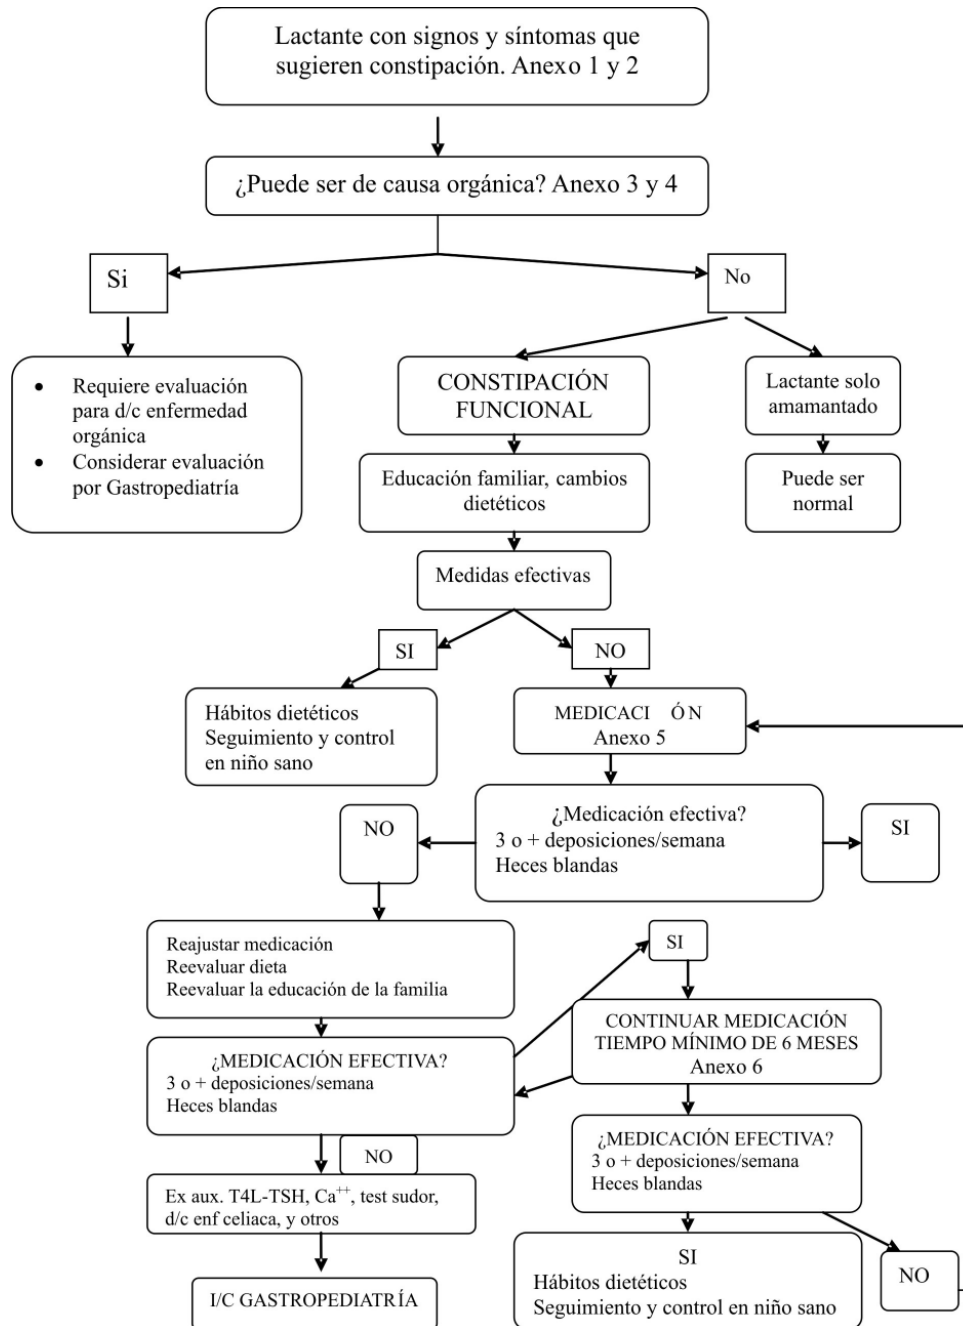 Lactante con signos y síntomas que
sugieren constipación. Anexo 1 y 2
¿Puede ser de causa orgánica? Anexo 3 y 4
Si
No
• Requiere evaluación
para d/c enfermedad
orgánica
• Considerar evaluación
por Gastropediatría
CONSTIPACIÓN
FUNCIONAL
Lactante solo
amamantado
Educación familiar, cambios
dietéticos
Puede ser
normal
Medidas efectivas
SI
NO
Hábitos dietéticos
Seguimiento y control
en niño sano
MEDICACI ÓN
Anexo 5
NO
¿Medicación efectiva?
3 o + deposiciones/semana
Heces blandas
SI
Reajustar medicación
Reevaluar dieta
Reevaluar la educación de la familia
SI
CONTINUAR MEDICACIÓN
TIEMPO MÍNIMO DE 6 MESES
Anexo 6
¿MEDICACIÓN EFECTIVA?
3 o + deposiciones/semana
Heces blandas
NO
¿MEDICACIÓN EFECTIVA?
3 o + deposiciones/semana
Heces blandas
Ex aux. T4L-TSH, Ca++, test sudor,
d/c enf celiaca, y otros
SI
Hábitos dietéticos
Seguimiento y control en niño sano
NO
I/C GASTROPEDIATRÍA